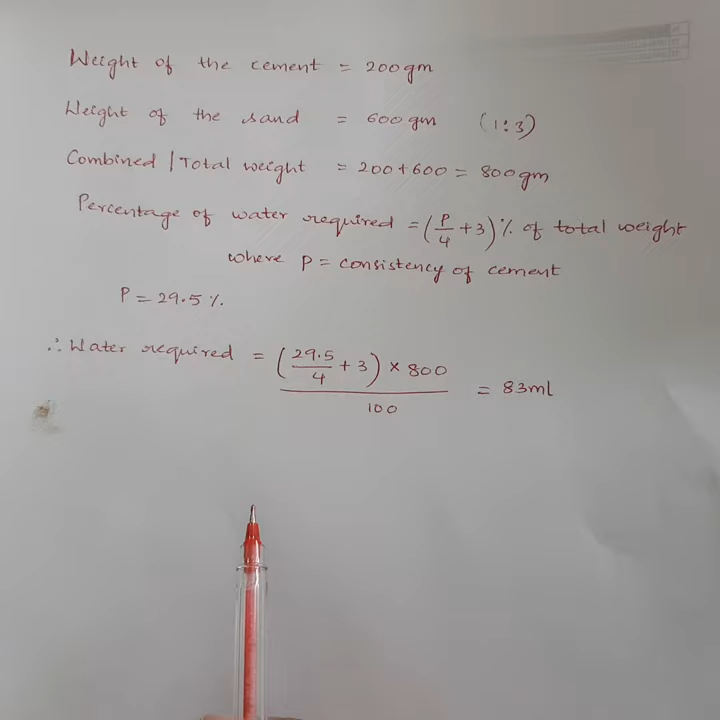 Weight of the cement = 200gm
Weight of the sand = 600 gm (1:3)
Combined / Total weight = 200+600 = 800gm
Percentage of water required = (P/4 + 3) % of total weight
where P = consistency of cement
P = 29.5 %.
∴ Water required = (29.5/4 + 3) × 800 / 100 = 83ml